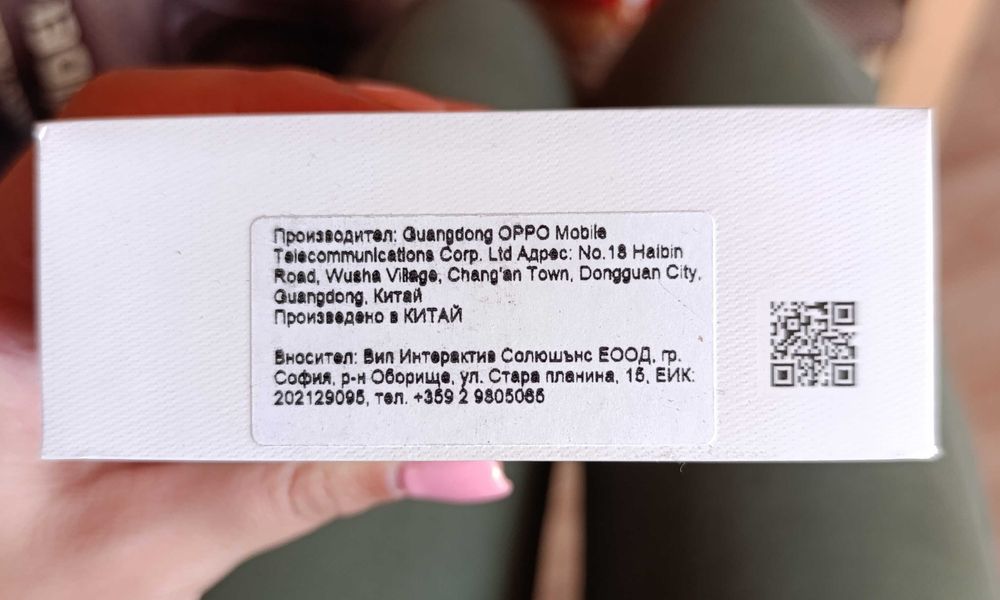 Производител: Guangdong OPPO Mobile
Telecommunications Corp. Ltd Адрес: No.18 Haibin
Road, Wusha Village, Chang'an Town, Dongguan City,
Guangdong, Китай
Произведено в КИТАЙ
Вносител: Вип Интерактив Солюшънс ЕООД, гр.
София, р-н Оборище, ул. Стара планина, 15, ЕИК:
202129095, тел. +359 2 9805065